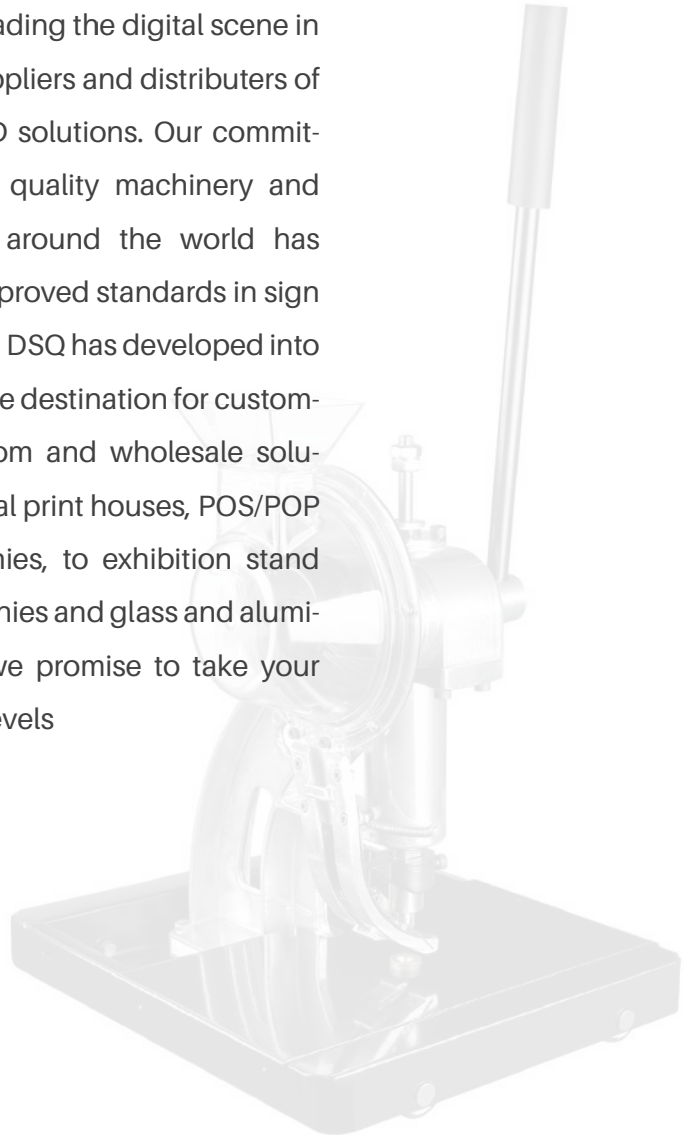 ading the digital scene in
ppliers and distributers of
D solutions. Our commit-
quality machinery and
around the world has
proved standards in sign
DSQ has developed into
e destination for custom-
om and wholesale solu-
al print houses, POS/POP
nies, to exhibition stand
nies and glass and alumi-
we promise to take your
evels